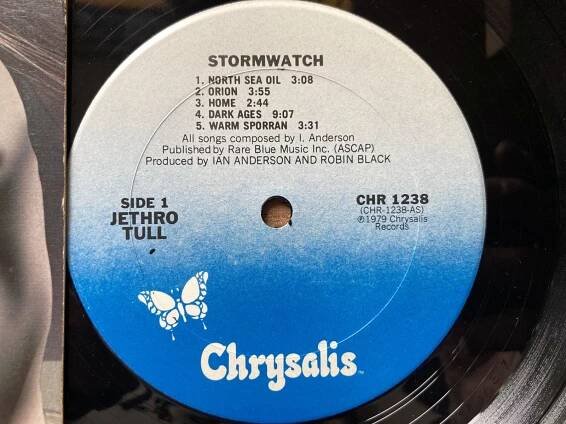 STORMWATCH
1. NORTH SEA OIL 3:08
2. ORION 3:55
3. HOME 2:44
4. DARK AGES 9:07
5. WARM SPORRAN 3:31
All songs composed by I. Anderson
Published by Rare Blue Music Inc. (ASCAP)
Produced by IAN ANDERSON AND ROBIN BLACK
SIDE 1
JETHRO
TULL
CHR 1238
(CHR-1238-AS)
℗1979 Chrysalis
Records
Chrysalis™